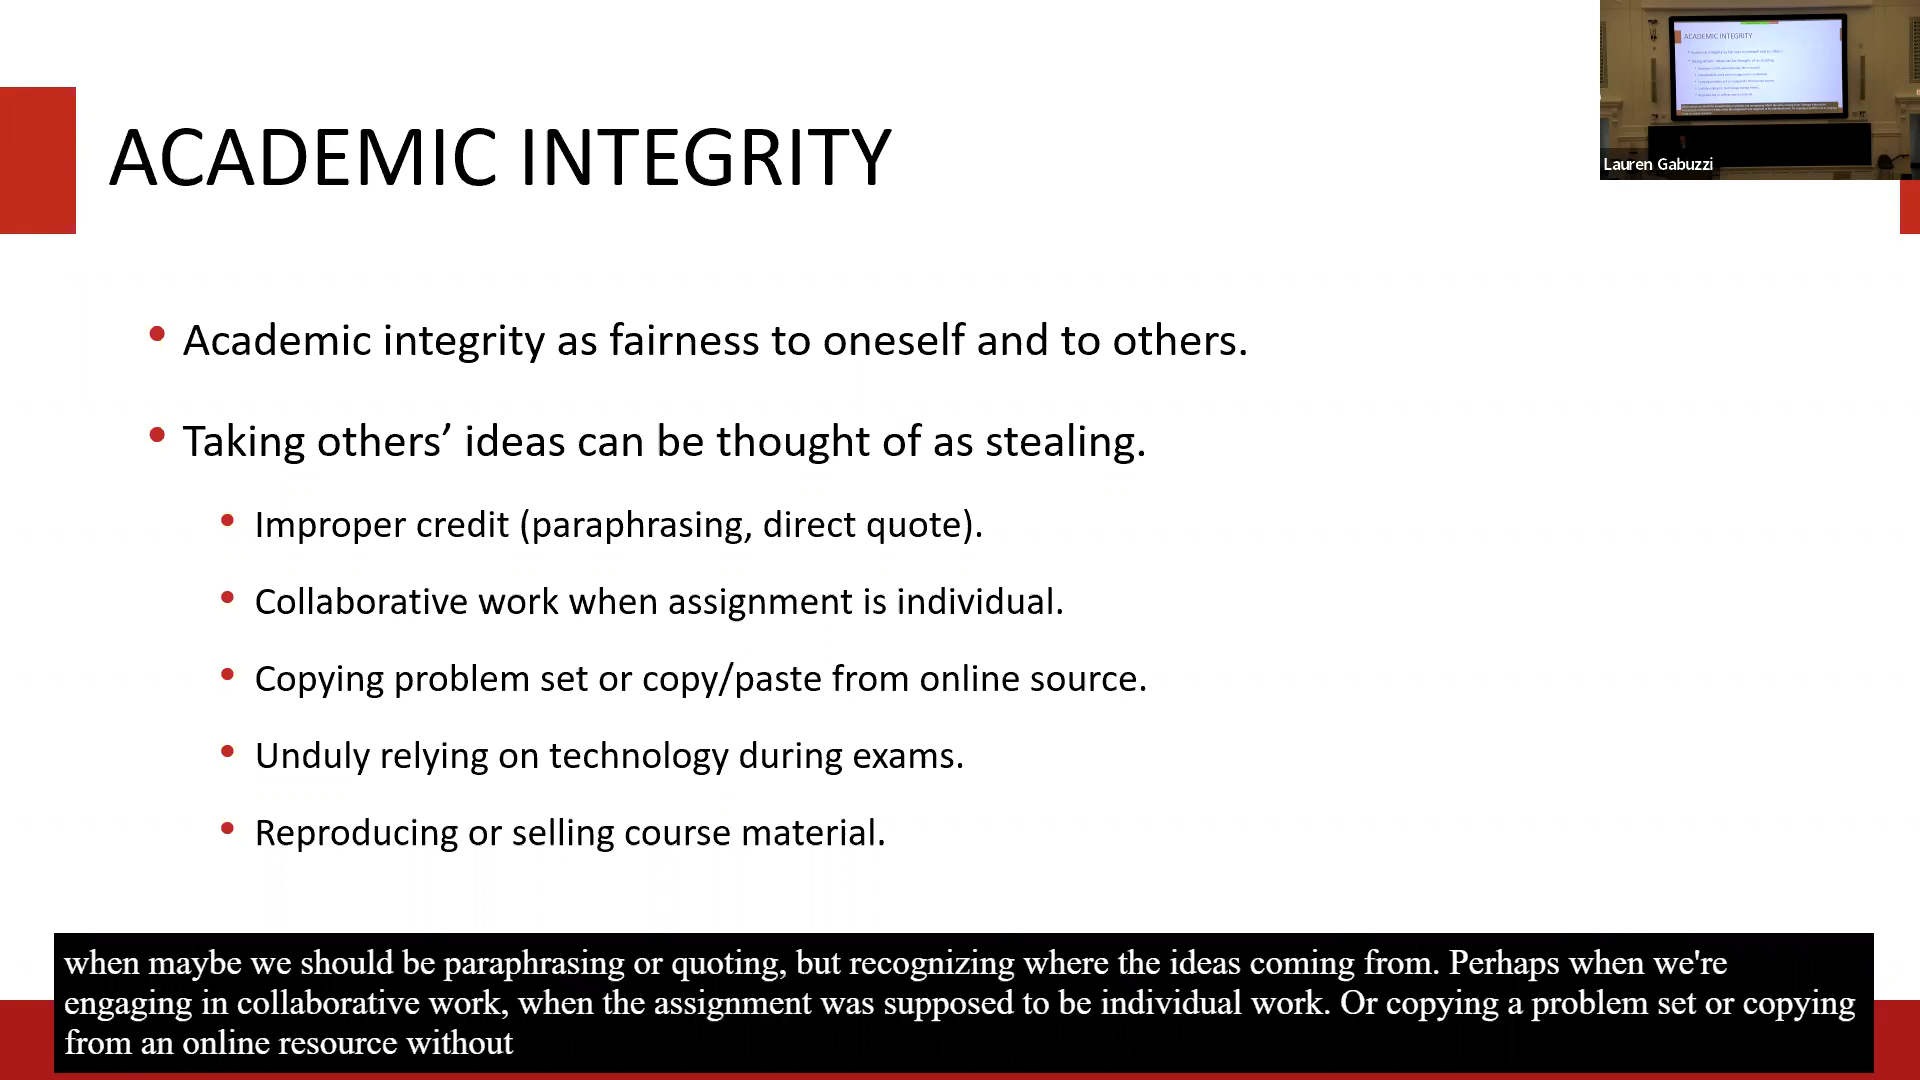 ACADEMIC INTEGRITY
Lauren Gabuzzi
ACADEMIC INTEGRITY
• Academic integrity as fairness to oneself and to others.
• Taking others’ ideas can be thought of as stealing.
• Improper credit (paraphrasing, direct quote).
• Collaborative work when assignment is individual.
• Copying problem set or copy/paste from online source.
• Unduly relying on technology during exams.
• Reproducing or selling course material.
when maybe we should be paraphrasing or quoting, but recognizing where the ideas coming from. Perhaps when we're
engaging in collaborative work, when the assignment was supposed to be individual work. Or copying a problem set or copying
from an online resource without